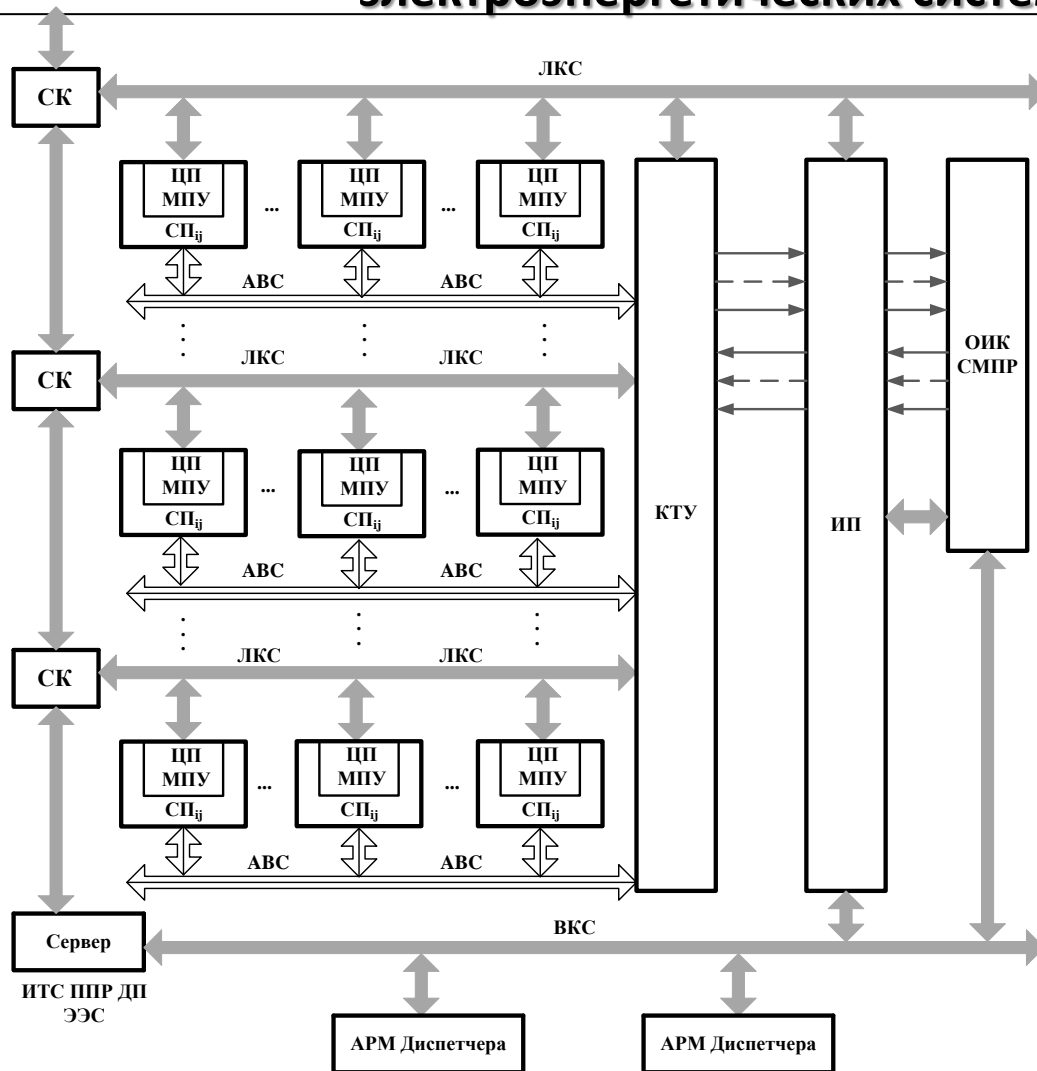 электроэнергетических
ЛКС
СК
ЦП ЦП ЦП
МПУ ... МПУ ... МПУ
СПij СПij СПij
АВС АВС
ЛКС ЛКС
СК
ОИК
СМПР
ЦП ЦП ЦП
МПУ ... МПУ ... МПУ
СПij СПij СПij
КТУ ИП
АВС АВС
ЛКС ЛКС
СК
ЦП ЦП ЦП
МПУ ... МПУ ... МПУ
СПij СПij СПij
АВС АВС
ВКС
Сервер
ИТС ППР ДП
ЭЭС
АРМ Диспетчера АРМ Диспетчера